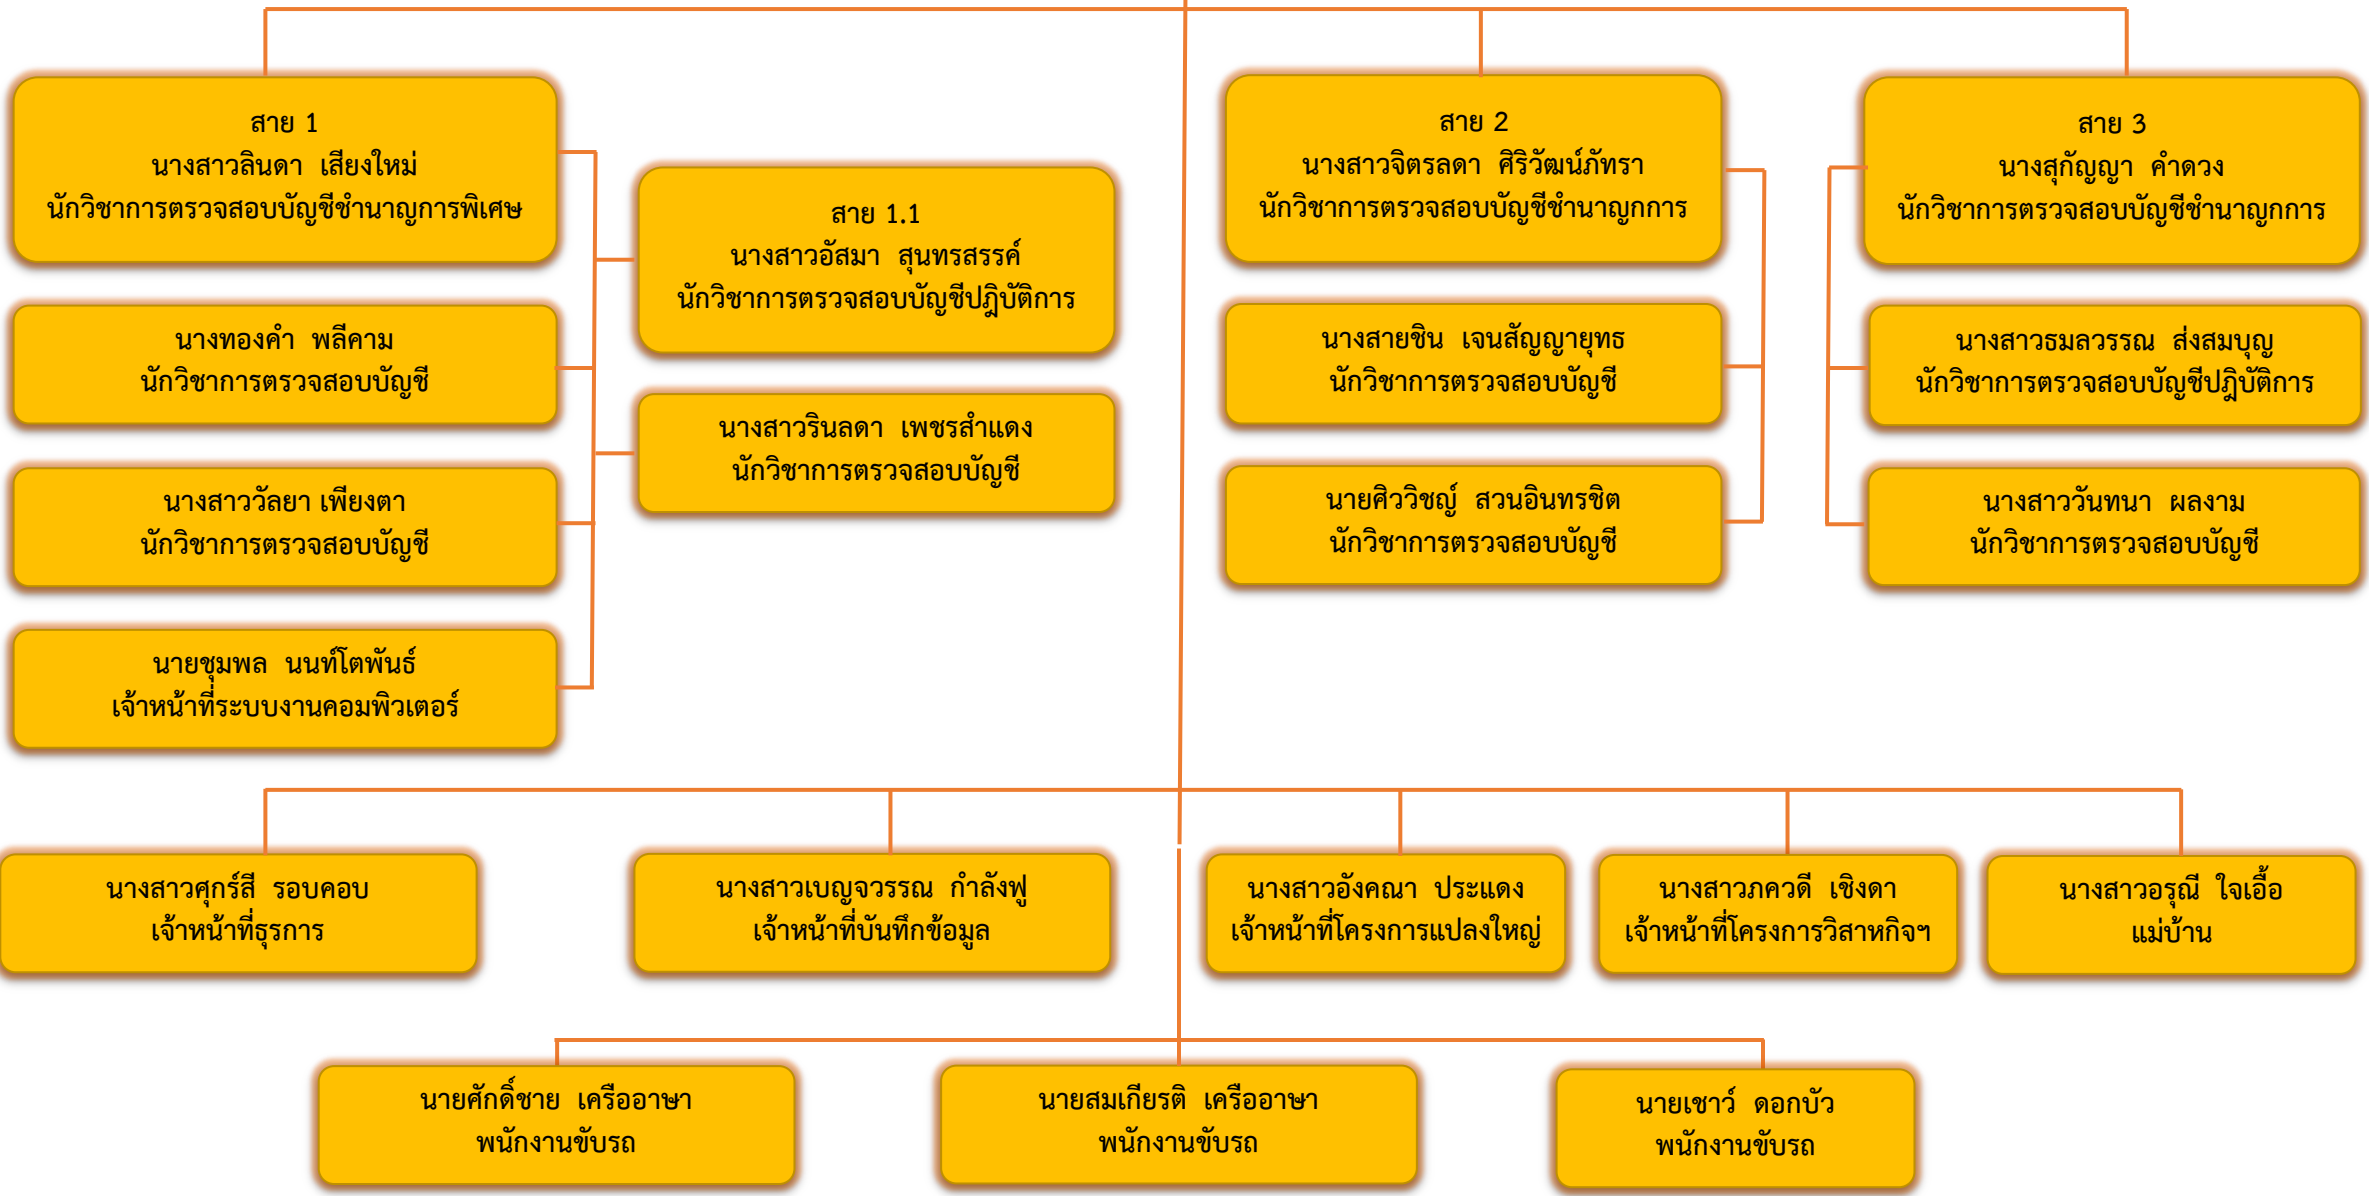 สาย 1
นางสาวลินดา เสียงใหม่
นักวิชาการตรวจสอบบัญชีชำนาญการพิเศษ
นางทองคำ พลีคาม
นักวิชาการตรวจสอบบัญชี
นางสาววัลยา เพียงตา
นักวิชาการตรวจสอบบัญชี
นายชุมพล นนท์โตพันธ์
เจ้าหน้าที่ระบบงานคอมพิวเตอร์
สาย 1.1
นางสาวอัสมา สุนทรสรรค์
นักวิชาการตรวจสอบบัญชีปฎิบัติการ
นางสาวรินลดา เพชรสำแดง
นักวิชาการตรวจสอบบัญชี
สาย 2
นางสาวจิตรลดา ศิริวัฒน์ภัทรา
นักวิชาการตรวจสอบบัญชีชำนาญกการ
นางสายชิน เจนสัญญายุทธ
นักวิชาการตรวจสอบบัญชี
นายศิววิชญ์ สวนอินทรชิต
นักวิชาการตรวจสอบบัญชี
สาย 3
นางสุกัญญา คำดวง
นักวิชาการตรวจสอบบัญชีชำนาญกการ
นางสาวธมลวรรณ ส่งสมบุญ
นักวิชาการตรวจสอบบัญชีปฎิบัติการ
นางสาววันทนา ผลงาม
นักวิชาการตรวจสอบบัญชี
นางสาวศุกร์สี รอบคอบ
เจ้าหน้าที่ธุรการ
นางสาวเบญจวรรณ กำลังฟู
เจ้าหน้าที่บันทึกข้อมูล
นางสาวอังคณา ประแดง
เจ้าหน้าที่โครงการแปลงใหญ่
นางสาวภควดี เชิงดา
เจ้าหน้าที่โครงการวิสาหกิจฯ
นางสาวอรุณี ใจเอื้อ
แม่บ้าน
นายศักดิ์ชาย เครืออาษา
พนักงานขับรถ
นายสมเกียรติ เครืออาษา
พนักงานขับรถ
นายเชาว์ ดอกบัว
พนักงานขับรถ